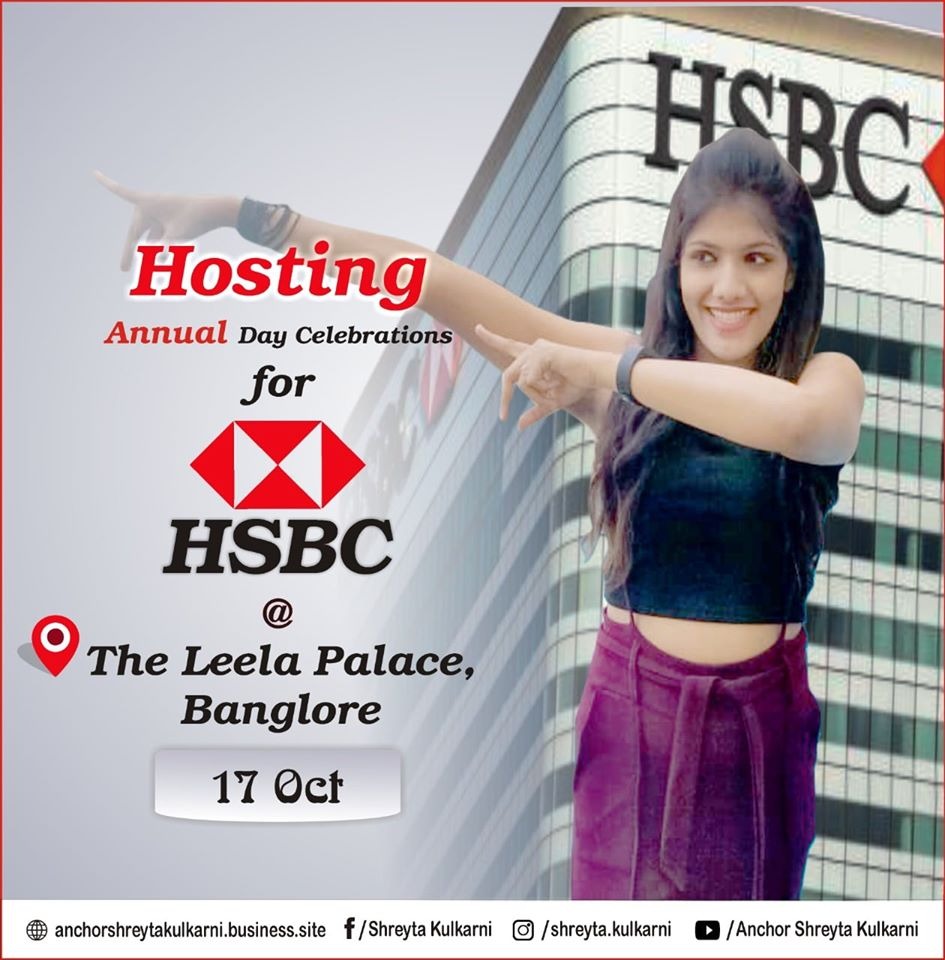 HSBC
Hosting
Annual Day Celebrations
for
HSBC
@
The Leela Palace,
Banglore
17 Oct
anchorshreytakulkarni.business.site
/Shreyta Kulkarni
/shreyta.kulkarni
/Anchor Shreyta Kulkarni